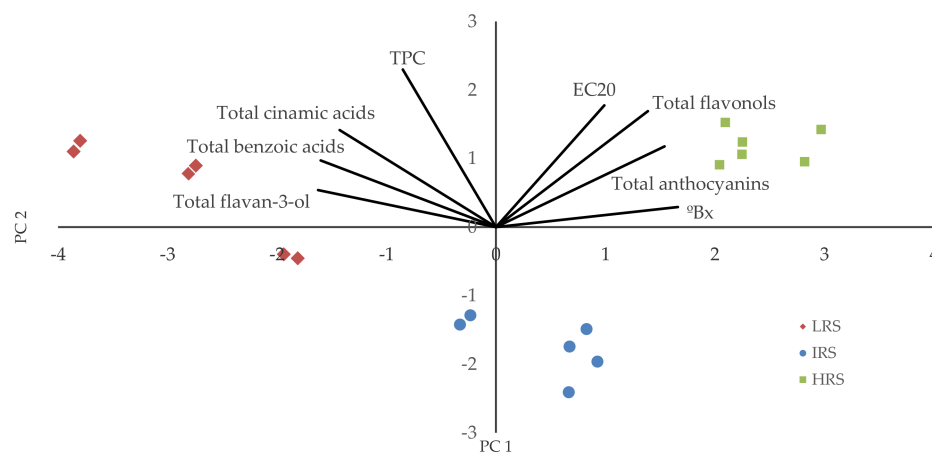 3
TPC
2
EC20
Total flavonols
Total cinamic acids
Total benzoic acids
1
Total anthocyanins
Total flavan-3-ol
ºBx
PC 2
0
-4
-3
-2
-1
0
1
2
3
4
-1
LRS
-2
IRS
HRS
-3
PC 1